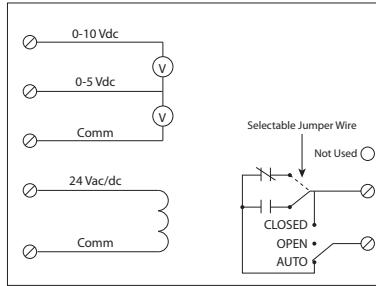 0-10 Vdc
V
0-5 Vdc
V
Comm
Selectable Jumper Wire
Not Used
24 Vac/dc
CLOSED
OPEN
Comm
AUTO